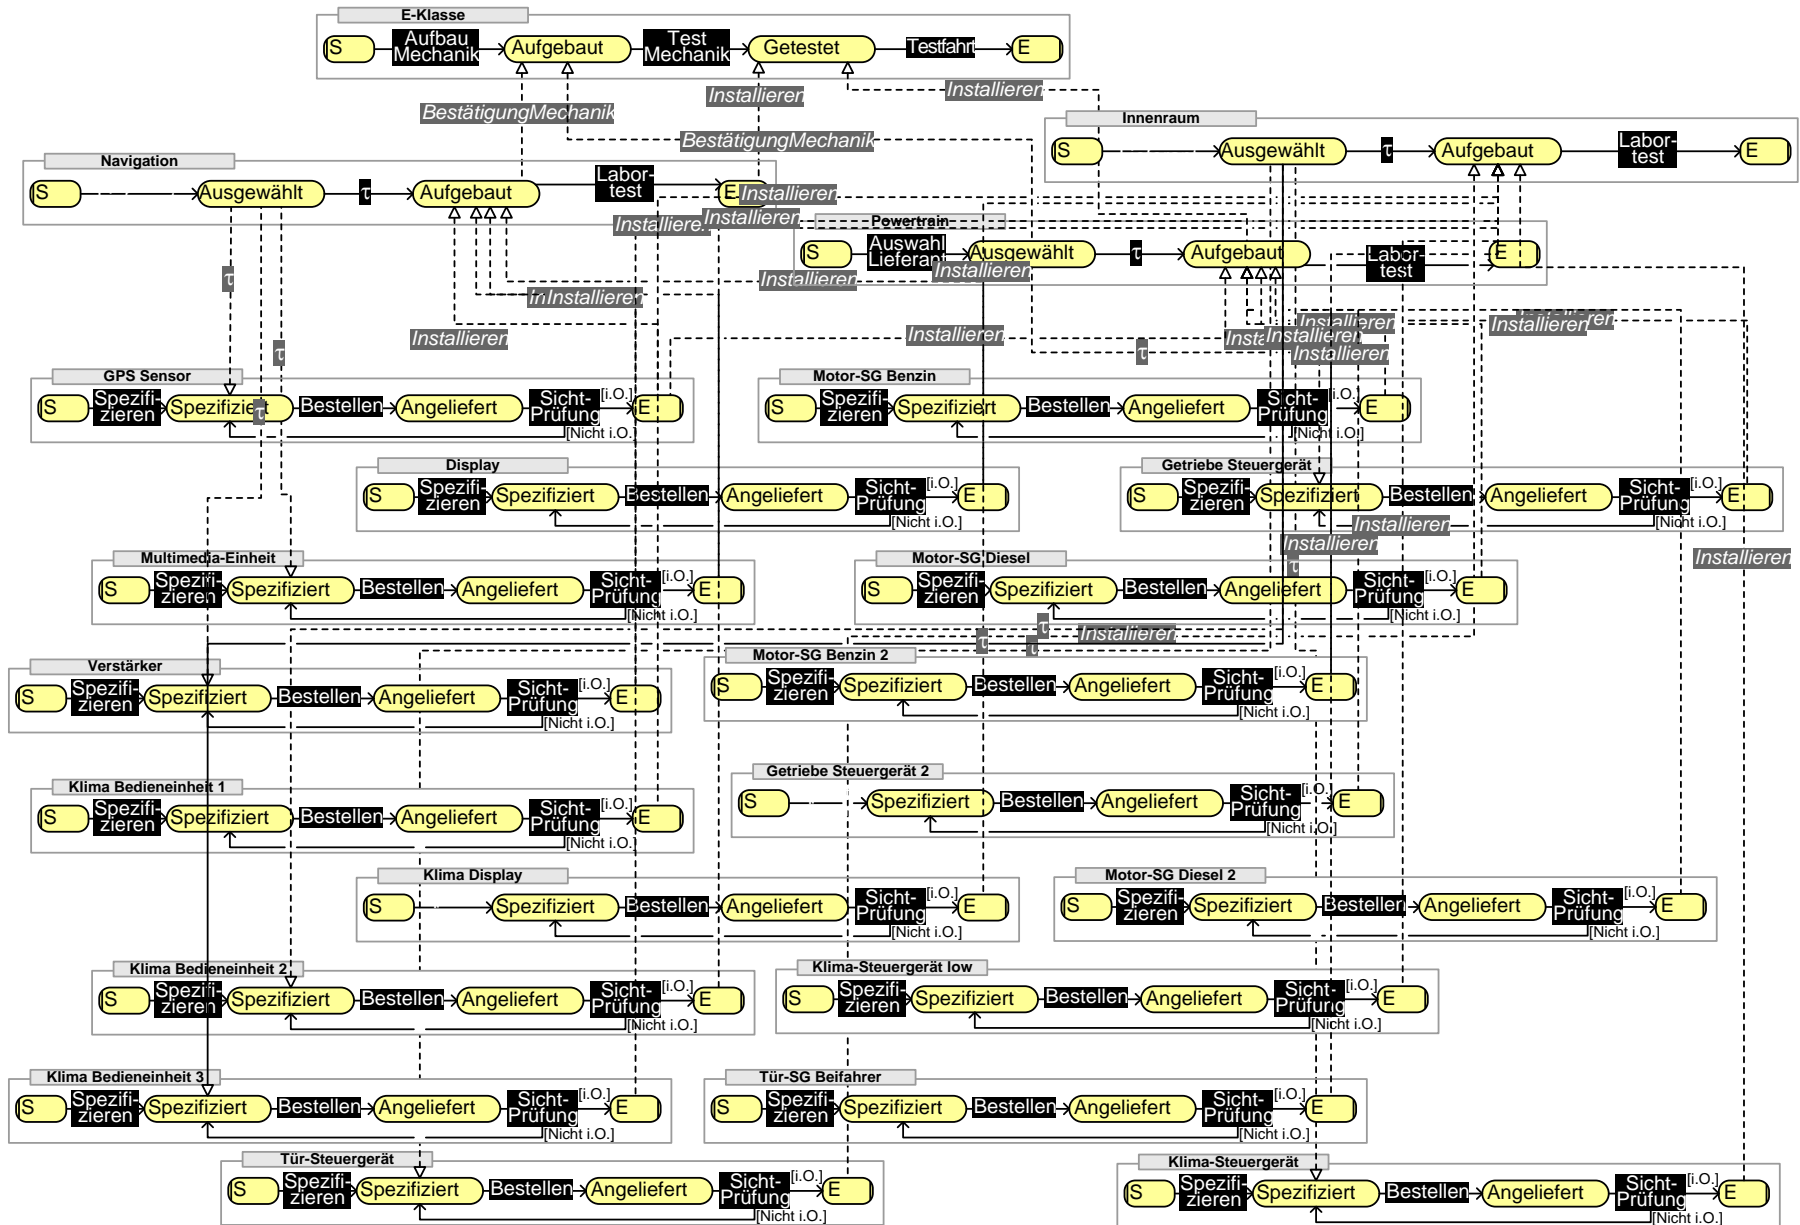 E-Klasse
S
Aufbau
Mechanik
Aufgebaut
Test
Mechanik
Getestet
Testfahrt
E
Installieren
Installieren
BestätigungMechanik
BestätigungMechanik
Innenraum
S
Ausgewählt
τ
Aufgebaut
Labor-
test
E
Navigation
S
Ausgewählt
τ
Aufgebaut
Labor-
test
E
Installieren
Installieren
Powertrain
S
Auswahl
Lieferant
Ausgewählt
τ
Aufgebaut
Labor-
test
E
Installieren
Installieren
τ
Installieren
Installieren
Installieren
Installieren
Installieren
Installieren
Installieren
τ
τ
GPS Sensor
S
Spezifi-
zieren
Spezifiziert
τ
Bestellen
Angeliefert
Sicht-
Prüfung
[i.O.]
[Nicht i.O.]
E
Motor-SG Benzin
S
Spezifi-
zieren
Spezifiziert
Bestellen
Angeliefert
Sicht-
Prüfung
[i.O.]
[Nicht i.O.]
E
Display
S
Spezifi-
zieren
Spezifiziert
Bestellen
Angeliefert
Sicht-
Prüfung
[i.O.]
[Nicht i.O.]
E
Getriebe Steuergerät
S
Spezifi-
zieren
Spezifiziert
Bestellen
Angeliefert
Sicht-
Prüfung
[i.O.]
[Nicht i.O.]
E
Installieren
Installieren
Installieren
τ
Multimedia-Einheit
S
Spezifi-
zieren
Spezifiziert
Bestellen
Angeliefert
Sicht-
Prüfung
[i.O.]
[Nicht i.O.]
E
Motor-SG Diesel
S
Spezifi-
zieren
Spezifiziert
Bestellen
Angeliefert
Sicht-
Prüfung
[i.O.]
[Nicht i.O.]
E
τ
Installieren
τ
τ
Verstärker
S
Spezifi-
zieren
Spezifiziert
Bestellen
Angeliefert
Sicht-
Prüfung
[i.O.]
[Nicht i.O.]
E
Motor-SG Benzin 2
S
Spezifi-
zieren
Spezifiziert
Bestellen
Angeliefert
Sicht-
Prüfung
[i.O.]
[Nicht i.O.]
E
Klima Bedieneinheit 1
S
Spezifi-
zieren
Spezifiziert
Bestellen
Angeliefert
Sicht-
Prüfung
[i.O.]
[Nicht i.O.]
E
Getriebe Steuergerät 2
S
Spezifiziert
Bestellen
Angeliefert
Sicht-
Prüfung
[i.O.]
[Nicht i.O.]
E
Klima Display
S
Spezifiziert
Bestellen
Angeliefert
Sicht-
Prüfung
[i.O.]
[Nicht i.O.]
E
Motor-SG Diesel 2
S
Spezifi-
zieren
Spezifiziert
Bestellen
Angeliefert
Sicht-
Prüfung
[i.O.]
[Nicht i.O.]
E
Klima Bedieneinheit 2
S
Spezifi-
zieren
Spezifiziert
Bestellen
Angeliefert
Sicht-
Prüfung
[i.O.]
[Nicht i.O.]
E
Klima-Steuergerät low
S
Spezifi-
zieren
Spezifiziert
Bestellen
Angeliefert
Sicht-
Prüfung
[i.O.]
[Nicht i.O.]
E
Klima Bedieneinheit 3
S
Spezifi-
zieren
Spezifiziert
Bestellen
Angeliefert
Sicht-
Prüfung
[i.O.]
[Nicht i.O.]
E
Tür-SG Beifahrer
S
Spezifi-
zieren
Spezifiziert
Bestellen
Angeliefert
Sicht-
Prüfung
[i.O.]
[Nicht i.O.]
E
Tür-Steuergerät
S
Spezifi-
zieren
Spezifiziert
Bestellen
Angeliefert
Sicht-
Prüfung
[i.O.]
[Nicht i.O.]
E
Klima-Steuergerät
S
Spezifi-
zieren
Spezifiziert
Bestellen
Angeliefert
Sicht-
Prüfung
[i.O.]
[Nicht i.O.]
E